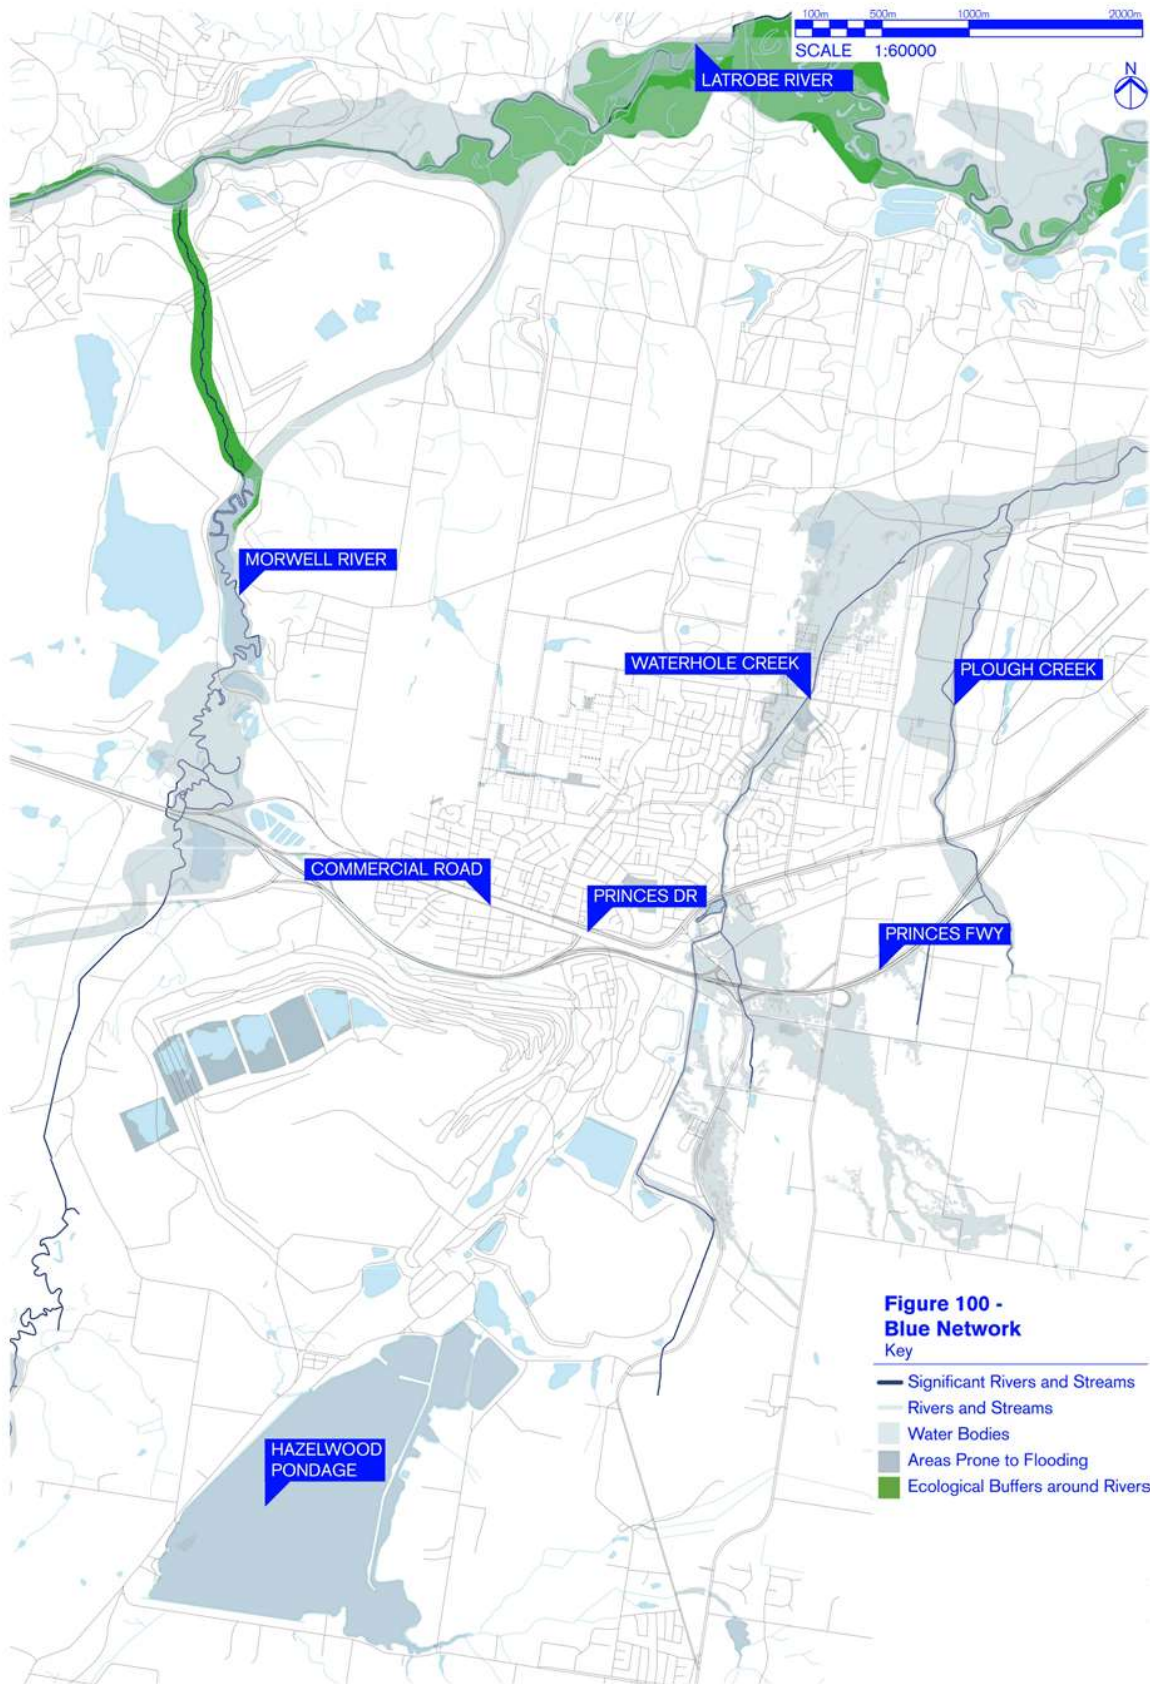 100m 500m 1000m 2000m
SCALE 1:60000
N
LATROBE RIVER
MORWELL RIVER
WATERHOLE CREEK
PLOUGH CREEK
COMMERCIAL ROAD
PRINCES DR
PRINCES FWY
HAZELWOOD
PONDAGE
Figure 100 -
Blue Network
Key
Significant Rivers and Streams
Rivers and Streams
Water Bodies
Areas Prone to Flooding
Ecological Buffers around Rivers